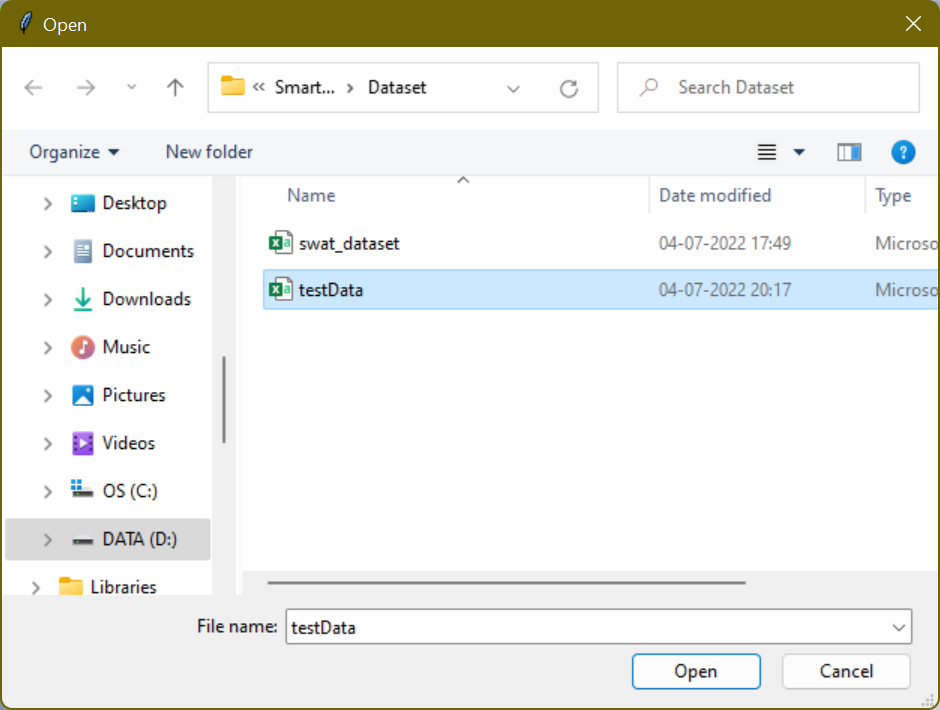 Open
« Smart... › Dataset
Search Dataset
Organize
New folder
?
Name
Date modified
Type
Desktop
Documents
Downloads
Music
Pictures
Videos
OS (C:)
DATA (D:)
Libraries
swat_dataset 04-07-2022 17:49 Microso
testData 04-07-2022 20:17 Microso
File name: testData
Open
Cancel